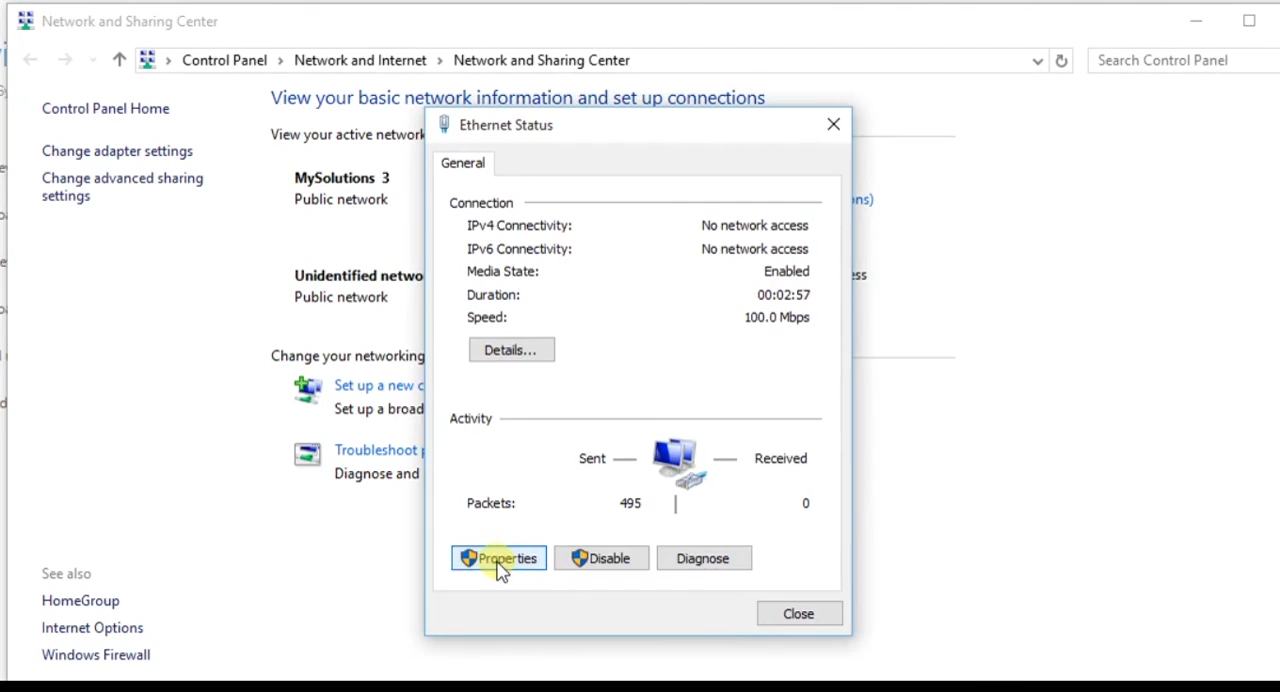 Network and Sharing Center
Control Panel > Network and Internet > Network and Sharing Center
Search Control Panel
Control Panel Home
Change adapter settings
Change advanced sharing
settings
View your basic network information and set up connections
View your active network
MySolutions 3
Public network
ns)
Unidentified netwo
Public network
ess
Change your networking
Set up a new c
Set up a broad
Troubleshoot p
Diagnose and
See also
HomeGroup
Internet Options
Windows Firewall
Ethernet Status
General
Connection
IPv4 Connectivity: No network access
IPv6 Connectivity: No network access
Media State: Enabled
Duration: 00:02:57
Speed: 100.0 Mbps
Details...
Activity
Sent Received
Packets: 495 0
Properties Disable Diagnose
Close